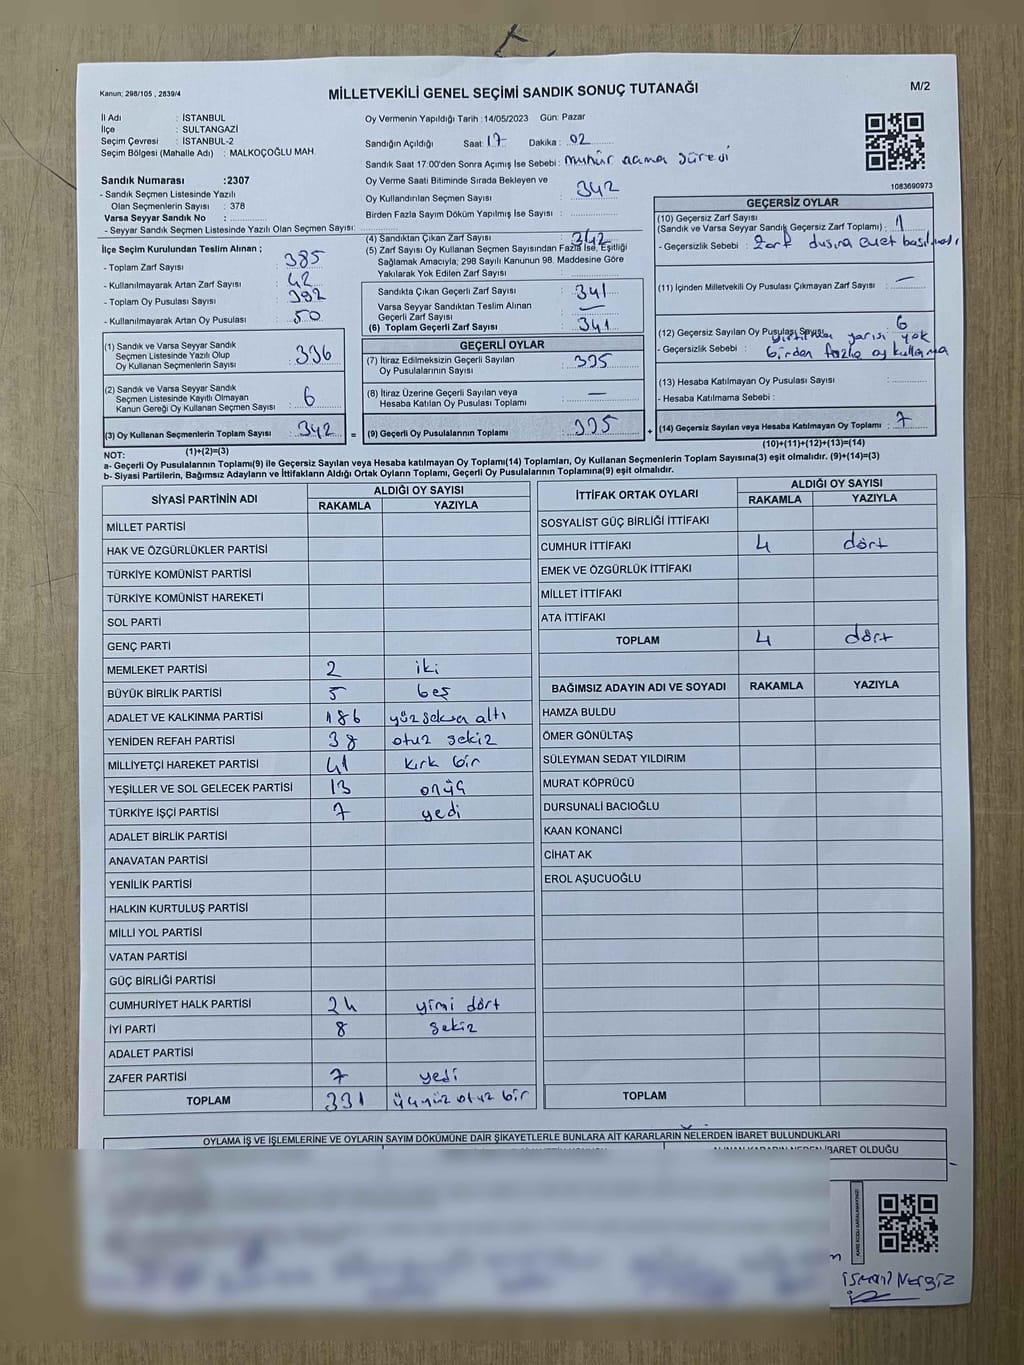 Kanun; 298/105 , 2839/4
MİLLETVEKİLİ GENEL SEÇİMİ SANDIK SONUÇ TUTANAĞI
M/2
İl Adı : İSTANBUL
İlçe : SULTANGAZİ
Seçim Çevresi : İSTANBUL-2
Seçim Bölgesi (Mahalle Adı) : MALKOÇOĞLU MAH.
Sandık Numarası :2307
- Sandık Seçmen Listesinde Yazılı
Olan Seçmenlerin Sayısı : 378
Varsa Seyyar Sandık No :
- Seyyar Sandık Seçmen Listesinde Yazılı Olan Seçmen Sayısı:
Oy Vermenin Yapıldığı Tarih :14/05/2023 Gün: Pazar
Sandığın Açıldığı Saat : 17 Dakika : 02
Sandık Saat 17.00'den Sonra Açımış İse Sebebi: mühür açma süresi
Oy Verme Saati Bitiminde Sırada Bekleyen ve
Oy Kullandırılan Seçmen Sayısı : 342
Birden Fazla Sayım Döküm Yapılmış İse Sayısı :
1083690973
İlçe Seçim Kurulundan Teslim Alınan ;
- Toplam Zarf Sayısı : 385
- Kullanılmayarak Artan Zarf Sayısı : 42
- Toplam Oy Pusulası Sayısı : 392
- Kullanılmayarak Artan Oy Pusulası : 50
(1) Sandık ve Varsa Seyyar Sandık
Seçmen Listesinde Yazılı Olup
Oy Kullanan Seçmenlerin Sayısı : 336
(2) Sandık ve Varsa Seyyar Sandık
Seçmen Listesinde Kayıtlı Olmayan
Kanun Gereği Oy Kullanan Seçmen Sayısı : 6
(3) Oy Kullanan Seçmenlerin Toplam Sayısı : 342 =
(1)+(2)=(3)
(4) Sandıktan Çıkan Zarf Sayısı : 342
(5) Zarf Sayısı Oy Kullanan Seçmen Sayısından Fazla İse, Eşitliği
Sağlamak Amacıyla; 298 Sayılı Kanunun 98. Maddesine Göre
Yakılarak Yok Edilen Zarf Sayısı :
Sandıkta Çıkan Geçerli Zarf Sayısı : 341
Varsa Seyyar Sandıktan Teslim Alınan
Geçerli Zarf Sayısı : —
(6) Toplam Geçerli Zarf Sayısı : 341
GEÇERLİ OYLAR
(7) İtiraz Edilmeksizin Geçerli Sayılan
Oy Pusulalarının Sayısı : 335
(8) İtiraz Üzerine Geçerli Sayılan veya
Hesaba Katılan Oy Pusulası Toplamı : —
(9) Geçerli Oy Pusulalarının Toplamı : 335 +
GEÇERSİZ OYLAR
(10) Geçersiz Zarf Sayısı
(Sandık ve Varsa Seyyar Sandık Geçersiz Zarf Toplamı) : 1
- Geçersizlik Sebebi : Zarf dışına evet basılması
(11) İçinden Milletvekili Oy Pusulası Çıkmayan Zarf Sayısı : —
(12) Geçersiz Sayılan Oy Pusulası Sayısı 6
yarısı yok
- Geçersizlik Sebebi : birden fazla oy kullanma
(13) Hesaba Katılmayan Oy Pusulası Sayısı :
- Hesaba Katılmama Sebebi :
(14) Geçersiz Sayılan veya Hesaba Katılmayan Oy Toplamı : 7
(10)+(11)+(12)+(13)=(14)
NOT:
a- Geçerli Oy Pusulalarının Toplamı(9) ile Geçersiz Sayılan veya Hesaba katılmayan Oy Toplamı(14) Toplamları, Oy Kullanan Seçmenlerin Toplam Sayısına(3) eşit olmalıdır. (9)+(14)=(3)
b- Siyasi Partilerin, Bağımsız Adayların ve İttifakların Aldığı Ortak Oyların Toplamı, Geçerli Oy Pusulalarının Toplamına(9) eşit olmalıdır.
SİYASİ PARTİNİN ADI
ALDIĞI OY SAYISI
RAKAMLA YAZIYLA
MİLLET PARTİSİ
HAK VE ÖZGÜRLÜKLER PARTİSİ
TÜRKİYE KOMÜNİST PARTİSİ
TÜRKİYE KOMÜNİST HAREKETİ
SOL PARTİ
GENÇ PARTİ
MEMLEKET PARTİSİ 2 iki
BÜYÜK BİRLİK PARTİSİ 5 beş
ADALET VE KALKINMA PARTİSİ 186 yüzseksen altı
YENİDEN REFAH PARTİSİ 38 otuz sekiz
MİLLİYETÇİ HAREKET PARTİSİ 41 kırk bir
YEŞİLLER VE SOL GELECEK PARTİSİ 13 onüç
TÜRKİYE İŞÇİ PARTİSİ 7 yedi
ADALET BİRLİK PARTİSİ
ANAVATAN PARTİSİ
YENİLİK PARTİSİ
HALKIN KURTULUŞ PARTİSİ
MİLLİ YOL PARTİSİ
VATAN PARTİSİ
GÜÇ BİRLİĞİ PARTİSİ
CUMHURİYET HALK PARTİSİ 24 yimi dört
İYİ PARTİ 8 sekiz
ADALET PARTİSİ
ZAFER PARTİSİ 7 yedi
TOPLAM 331 üçyüz otuz bir
İTTİFAK ORTAK OYLARI
ALDIĞI OY SAYISI
RAKAMLA YAZIYLA
SOSYALİST GÜÇ BİRLİĞİ İTTİFAKI
CUMHUR İTTİFAKI 4 dört
EMEK VE ÖZGÜRLÜK İTTİFAKI
MİLLET İTTİFAKI
ATA İTTİFAKI
TOPLAM 4 dört
BAĞIMSIZ ADAYIN ADI VE SOYADI RAKAMLA YAZIYLA
HAMZA BULDU
ÖMER GÖNÜLTAŞ
SÜLEYMAN SEDAT YILDIRIM
MURAT KÖPRÜCÜ
DURSUNALİ BACIOĞLU
KAAN KONANCİ
CİHAT AK
EROL AŞUCUOĞLU
TOPLAM
OYLAMA İŞ VE İŞLEMLERİNE VE OYLARIN SAYIM DÖKÜMÜNE DAİR ŞİKAYETLERLE BUNLARA AİT KARARLARIN NELERDEN İBARET BULUNDUKLARI
ALINAN KARARIN NEDEN İBARET OLDUĞU
İsmail Nergiz